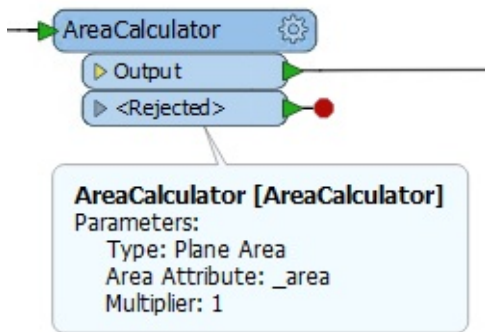 AreaCalculator
Output
<Rejected>
AreaCalculator [AreaCalculator]
Parameters:
Type: Plane Area
Area Attribute: _area
Multiplier: 1